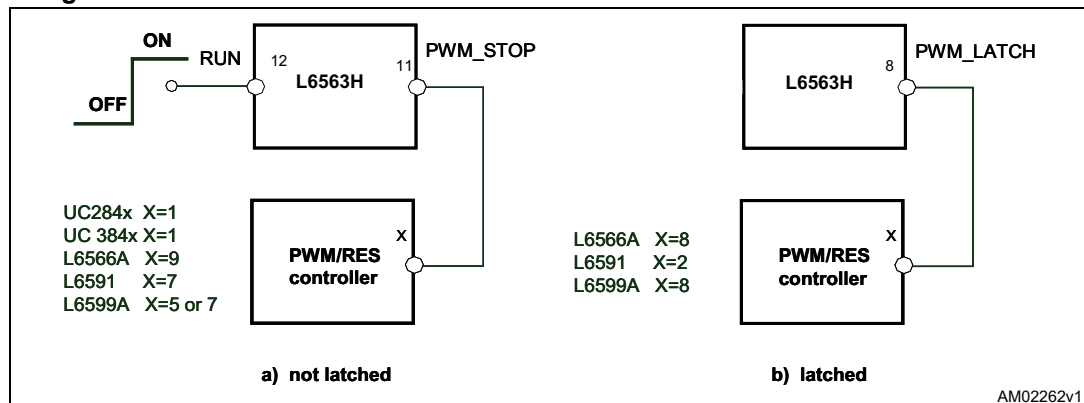 ON
RUN
OFF
12
11
L6563H
PWM_STOP
UC284x X=1
UC 384x X=1
L6566A X=9
L6591 X=7
L6599A X=5 or 7
X
PWM/RES
controller
a) not latched
8
L6563H
PWM_LATCH
L6566A X=8
L6591 X=2
L6599A X=8
X
PWM/RES
controller
b) latched
AM02262v1